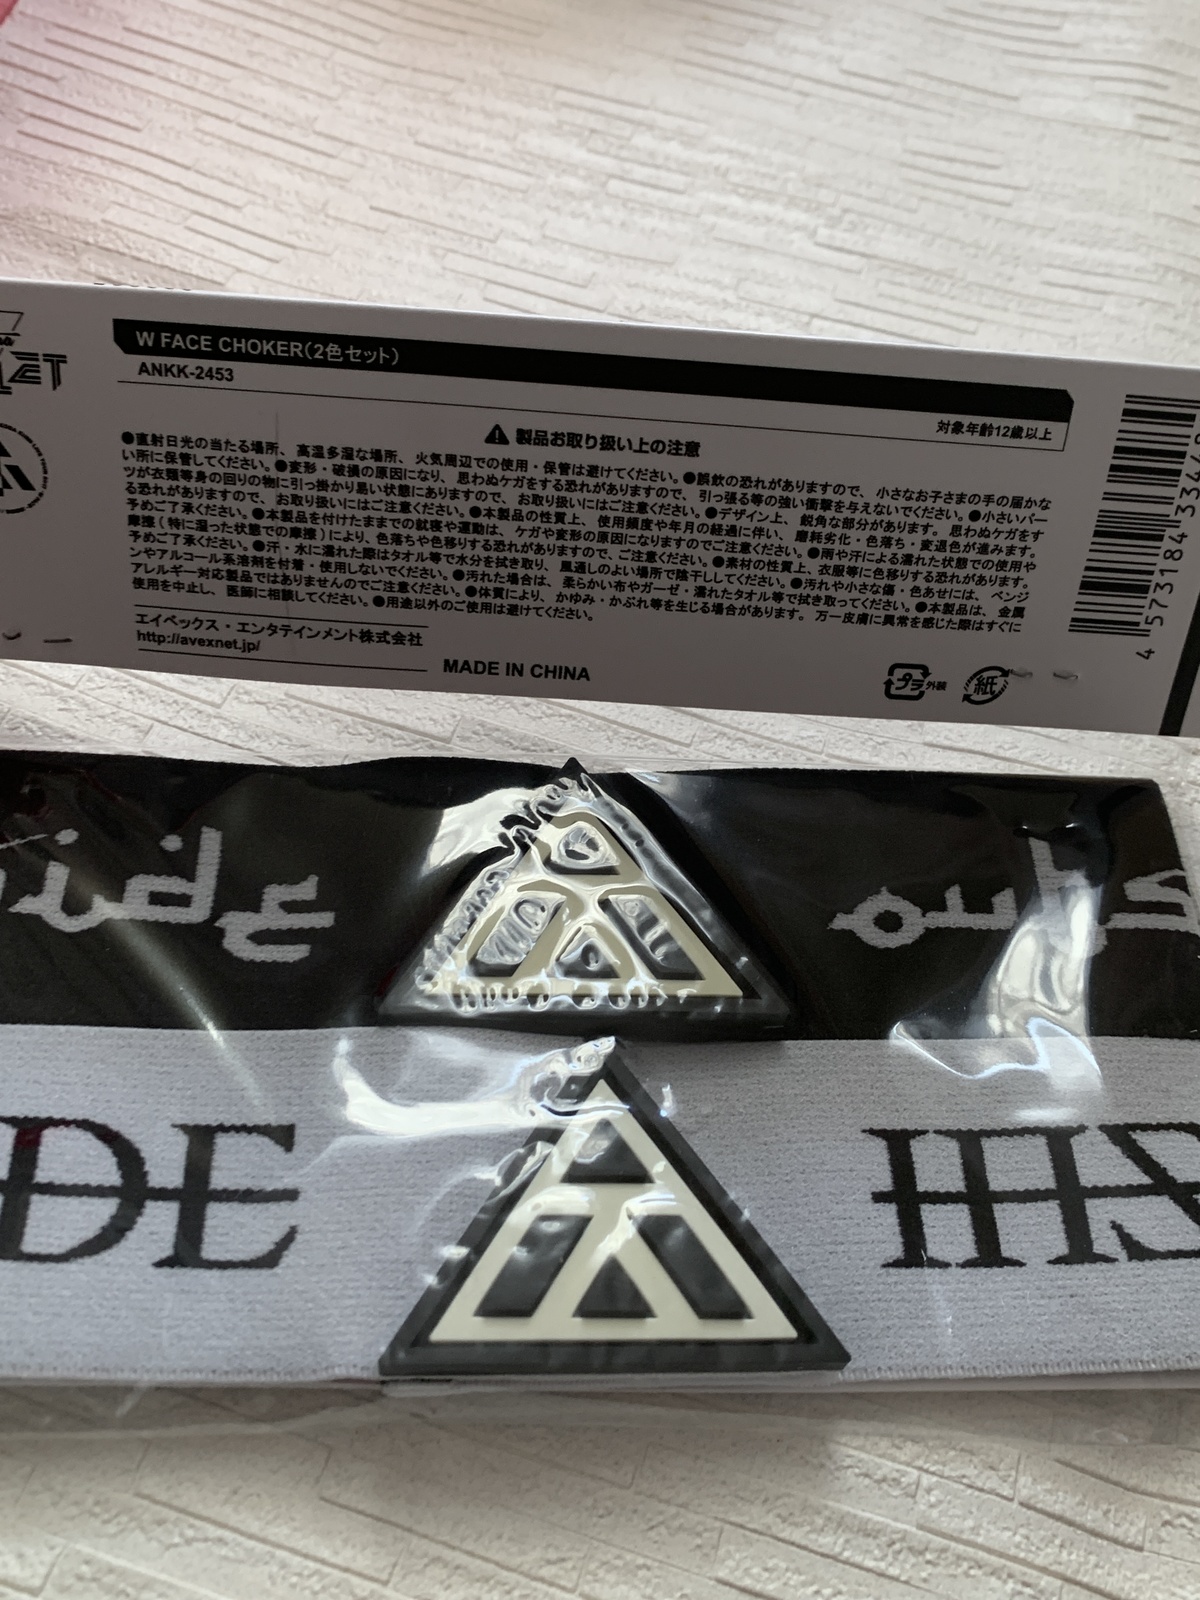 W FACE CHOKER(2色セット)
ANKK-2453
対象年齢12歳以上
製品お取り扱い上の注意
●直射日光の当たる場所、高温多湿な場所、火気周辺での使用・保管は避けてください。●誤飲の恐れがありますので、小さなお子さまの手の届かな
い所に保管してください。●変形・破損の原因になり、思わぬケガをする恐れがありますので、引っ張る等の強い衝撃を与えないでください。●小さいパー
ツが衣類等身の回りの物に引っ掛かり易い状態にありますので、お取り扱いにはご注意ください。●デザイン上、鋭角な部分があります。思わぬケガをす
る恐れがありますので、お取り扱いにはご注意ください。●本製品の性質上、使用頻度や年月の経過に伴い、磨耗劣化・色落ち・変退色が進みます。
予めご了承ください。●本製品を付けたままでの就寝や運動は、ケガや変形の原因になりますのでご注意ください。●雨や汗による濡れた状態での使用や
摩擦(特に湿った状態での摩擦)により、色落ちや色移りする恐れがありますので、ご注意ください。●素材の性質上、衣服等に色移りする恐れがあります。
予めご了承ください。●汗・水に濡れた際はタオル等で水分を拭き取り、風通しのよい場所で陰干ししてください。●汚れや小さな傷・色あせには、ベンジ
ンやアルコール系溶剤を付着・使用しないでください。●汚れた場合は、柔らかい布やガーゼ・濡れたタオル等で拭き取ってください。●本製品は、金属
アレルギー対応製品ではありませんのでご注意ください。●体質により、かゆみ・かぶれ等を生じる場合があります。万一皮膚に異常を感じた際はすぐに
使用を中止し、医師に相談してください。●用途以外のご使用は避けてください。
エイベックス・エンタテインメント株式会社
http://avexnet.jp/
MADE IN CHINA
プラ 外装 紙
ide outs
DE INS